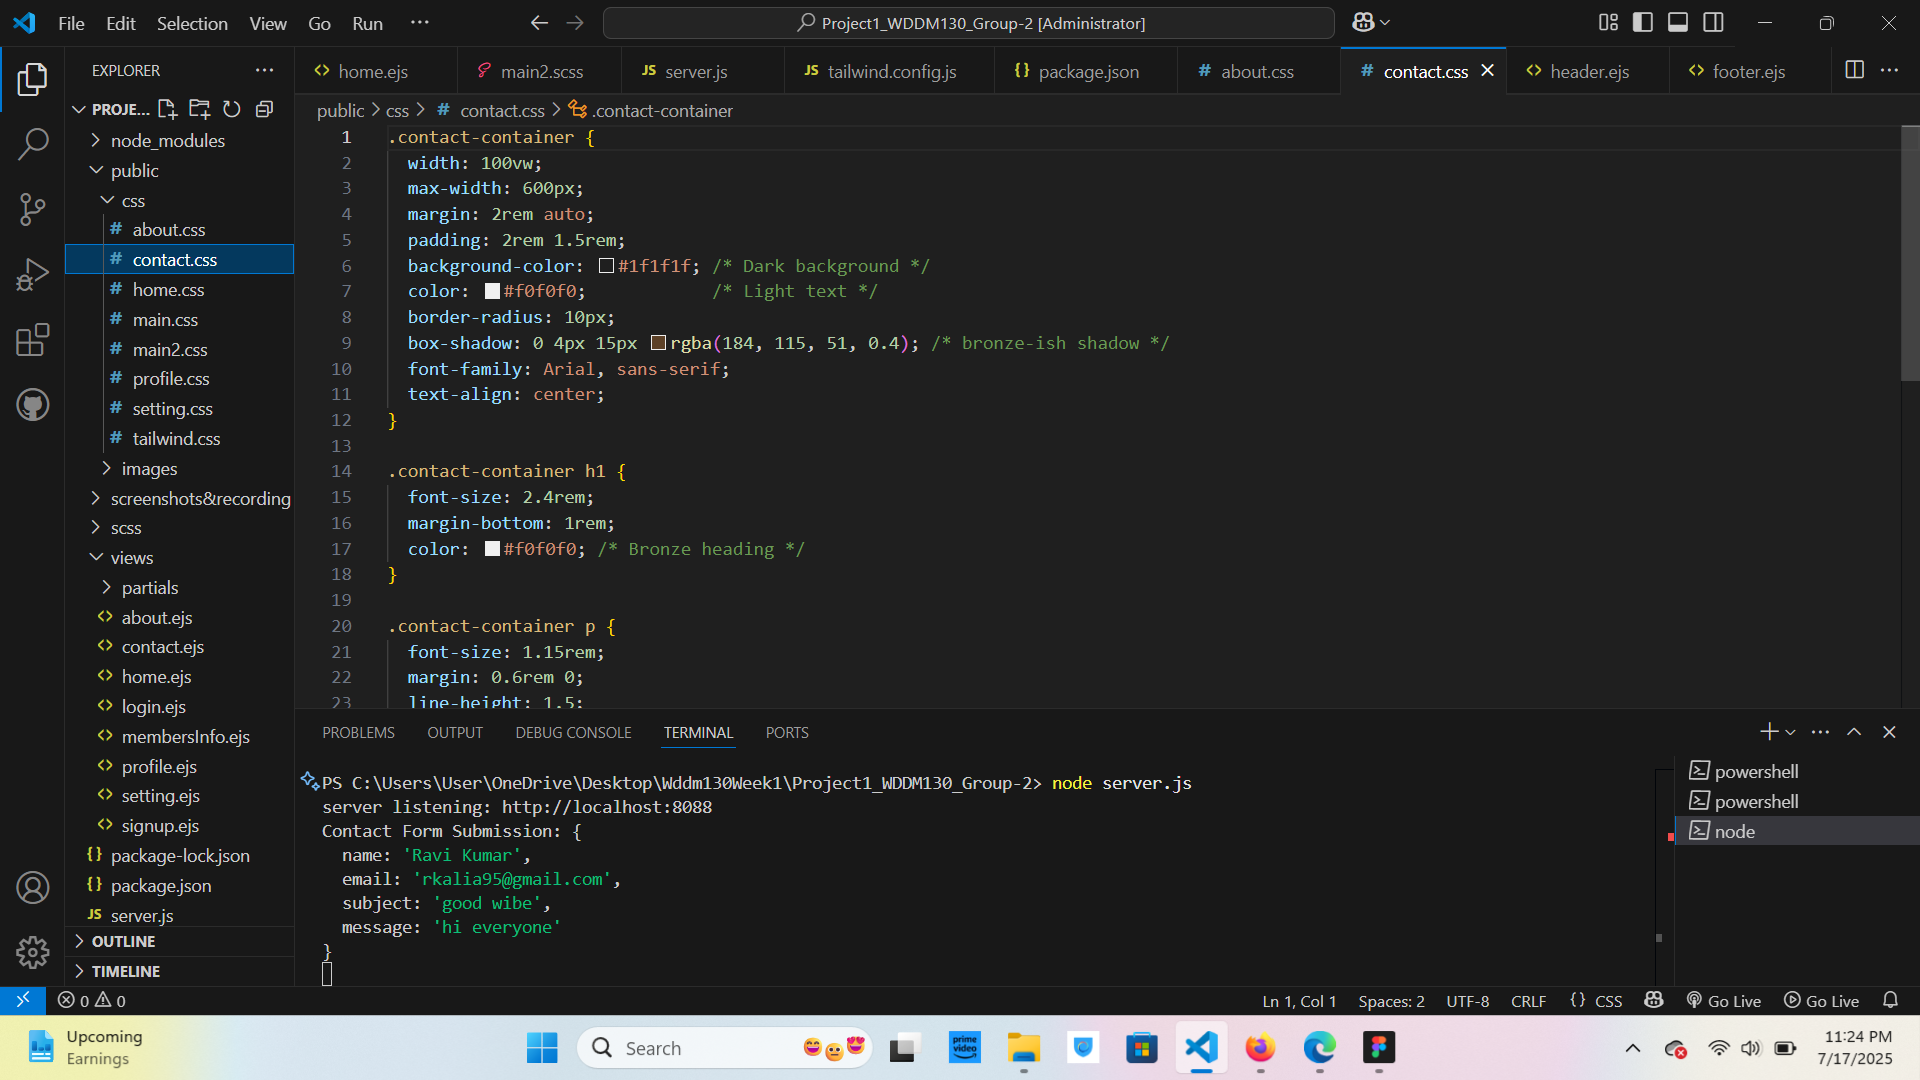 File Edit Selection View Go Run ··· Project1_WDDM130_Group-2 [Administrator]
EXPLORER
home.ejs main2.scss JS server.js JS tailwind.config.js {} package.json # about.css # contact.css header.ejs footer.ejs
PROJE...
public > css > # contact.css > .contact-container
node_modules
public
css
# about.css
# contact.css
# home.css
# main.css
# main2.css
# profile.css
# setting.css
# tailwind.css
images
screenshots&recording
scss
views
partials
<> about.ejs
<> contact.ejs
<> home.ejs
<> login.ejs
<> membersInfo.ejs
<> profile.ejs
<> setting.ejs
<> signup.ejs
{} package-lock.json
{} package.json
JS server.js
OUTLINE
TIMELINE
1 .contact-container {
2 width: 100vw;
3 max-width: 600px;
4 margin: 2rem auto;
5 padding: 2rem 1.5rem;
6 background-color: #1f1f1f; /* Dark background */
7 color: #f0f0f0; /* Light text */
8 border-radius: 10px;
9 box-shadow: 0 4px 15px rgba(184, 115, 51, 0.4); /* bronze-ish shadow */
10 font-family: Arial, sans-serif;
11 text-align: center;
12 }
13
14 .contact-container h1 {
15 font-size: 2.4rem;
16 margin-bottom: 1rem;
17 color: #f0f0f0; /* Bronze heading */
18 }
19
20 .contact-container p {
21 font-size: 1.15rem;
22 margin: 0.6rem 0;
23 line-height: 1.5;
PROBLEMS OUTPUT DEBUG CONSOLE TERMINAL PORTS
PS C:\Users\User\OneDrive\Desktop\Wddm130Week1\Project1_WDDM130_Group-2> node server.js
server listening: http://localhost:8088
Contact Form Submission: {
name: 'Ravi Kumar',
email: 'rkalia95@gmail.com',
subject: 'good wibe',
message: 'hi everyone'
}
powershell
powershell
node
0 0 Ln 1, Col 1 Spaces: 2 UTF-8 CRLF {} CSS Go Live Go Live
Upcoming
Earnings
Search
prime
video
11:24 PM
7/17/2025